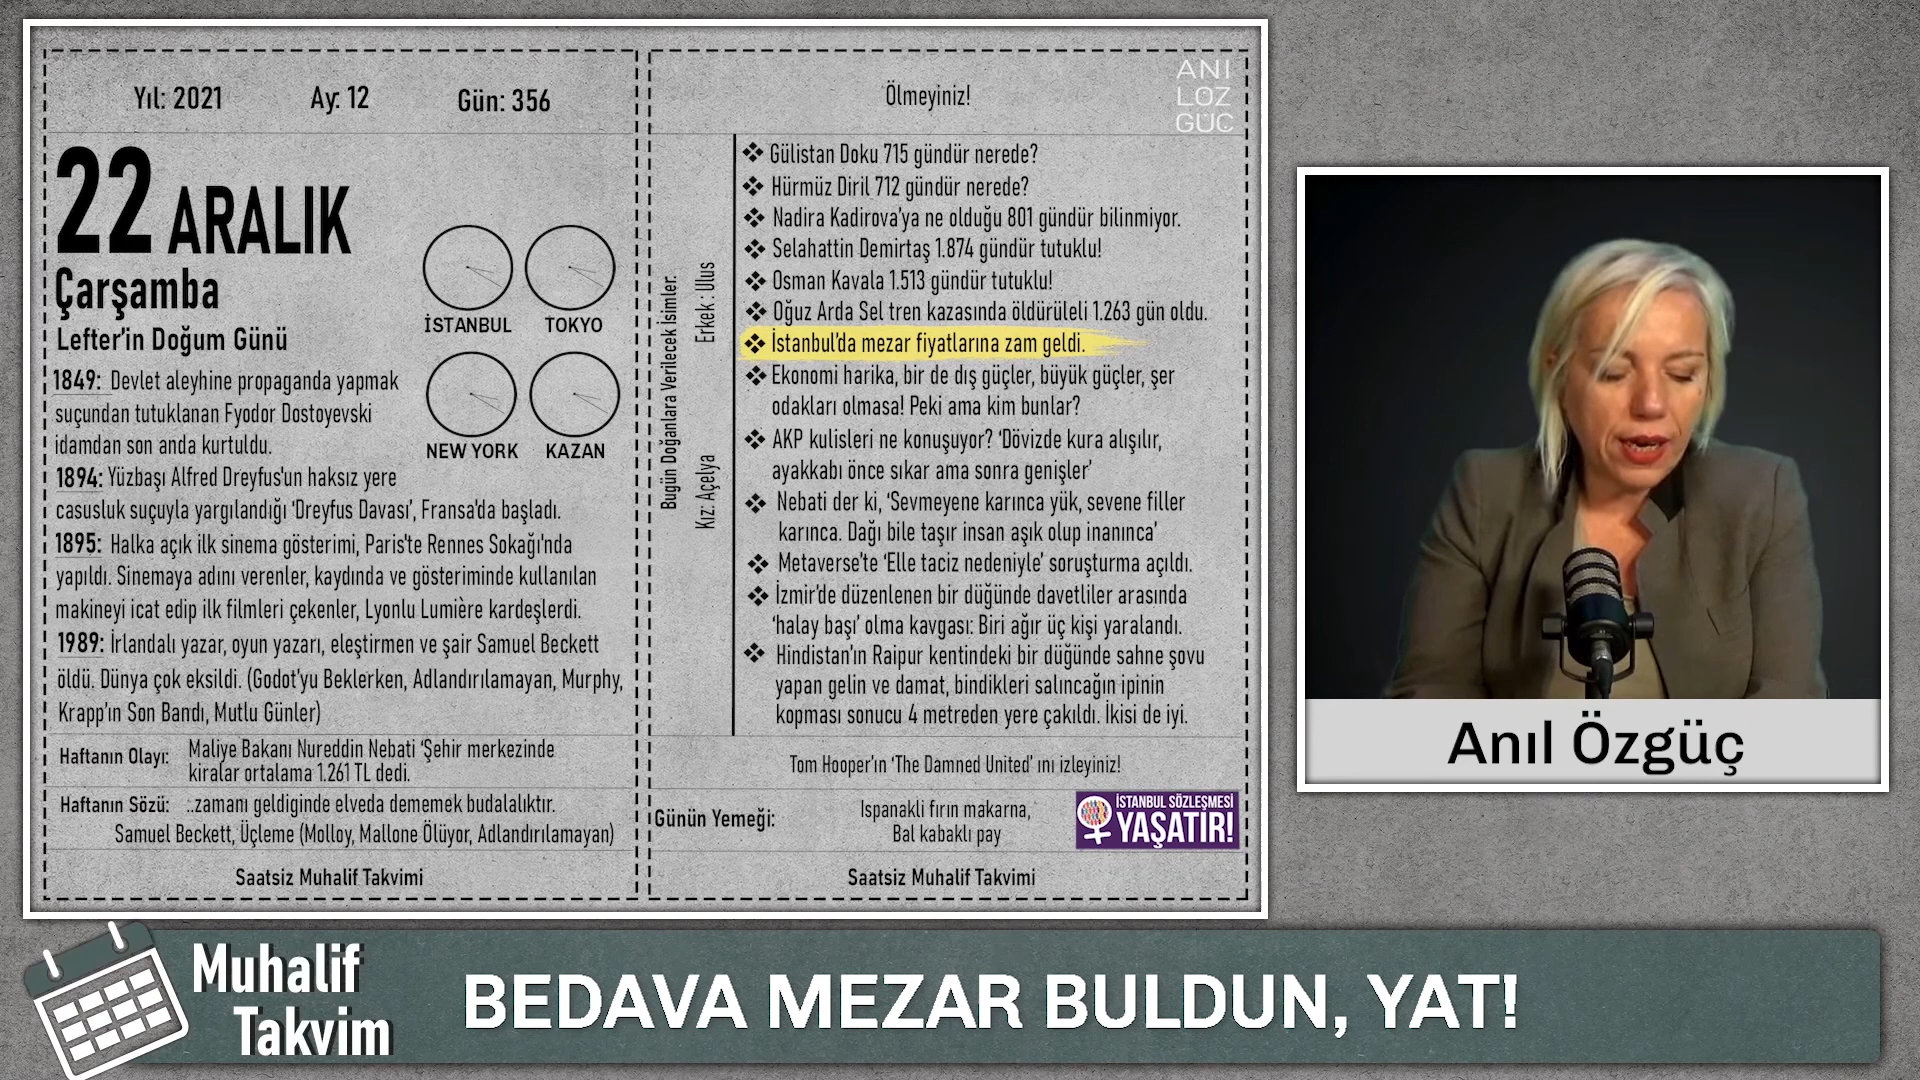 Yıl: 2021 Ay: 12 Gün: 356
22 ARALIK
Çarşamba
Lefter'in Doğum Günü
İSTANBUL TOKYO
NEW YORK KAZAN
1849: Devlet aleyhine propaganda yapmak
suçundan tutuklanan Fyodor Dostoyevski
idamdan son anda kurtuldu.
1894: Yüzbaşı Alfred Dreyfus'un haksız yere
casusluk suçuyla yargılandığı 'Dreyfus Davası', Fransa'da başladı.
1895: Halka açık ilk sinema gösterimi, Paris'te Rennes Sokağı'nda
yapıldı. Sinemaya adını verenler, kaydında ve gösteriminde kullanılan
makineyi icat edip ilk filmleri çekenler, Lyonlu Lumière kardeşlerdi.
1989: İrlandalı yazar, oyun yazarı, eleştirmen ve şair Samuel Beckett
öldü. Dünya çok eksildi. (Godot'yu Beklerken, Adlandırılamayan, Murphy,
Krapp'ın Son Bandı, Mutlu Günler)
Haftanın Olayı: Maliye Bakanı Nureddin Nebati 'Şehir merkezinde
kiralar ortalama 1.261 TL dedi.
Haftanın Sözü: ..zamanı geldiginde elveda dememek budalalıktır.
Samuel Beckett, Üçleme (Molloy, Mallone Ölüyor, Adlandırılamayan)
Saatsiz Muhalif Takvimi
Ölmeyiniz!
ANI
LOZ
GÜÇ
Bugün Doğanlara Verilecek İsimler:
Kız: Açelya Erkek : Ulus
❖ Gülistan Doku 715 gündür nerede?
❖ Hürmüz Diril 712 gündür nerede?
❖ Nadira Kadirova'ya ne olduğu 801 gündür bilinmiyor.
❖ Selahattin Demirtaş 1.874 gündür tutuklu!
❖ Osman Kavala 1.513 gündür tutuklu!
❖ Oğuz Arda Sel tren kazasında öldürüleli 1.263 gün oldu.
❖ İstanbul'da mezar fiyatlarına zam geldi.
❖ Ekonomi harika, bir de dış güçler, büyük güçler, şer
odakları olmasa! Peki ama kim bunlar?
❖ AKP kulisleri ne konuşuyor? 'Dövizde kura alışılır,
ayakkabı önce sıkar ama sonra genişler'
❖ Nebati der ki, 'Sevmeyene karınca yük, sevene filler
karınca. Dağı bile taşır insan aşık olup inanınca'
❖ Metaverse'te 'Elle taciz nedeniyle' soruşturma açıldı.
❖ İzmir'de düzenlenen bir düğünde davetliler arasında
'halay başı' olma kavgası: Biri ağır üç kişi yaralandı.
❖ Hindistan'ın Raipur kentindeki bir düğünde sahne şovu
yapan gelin ve damat, bindikleri salıncağın ipinin
kopması sonucu 4 metreden yere çakıldı. İkisi de iyi.
Tom Hooper'ın 'The Damned United' ını izleyiniz!
Günün Yemeği: Ispanakli fırın makarna,
Bal kabaklı pay
İSTANBUL SÖZLEŞMESİ
YAŞATIR!
Saatsiz Muhalif Takvimi
Anıl Özgüç
Muhalif
Takvim
BEDAVA MEZAR BULDUN, YAT!